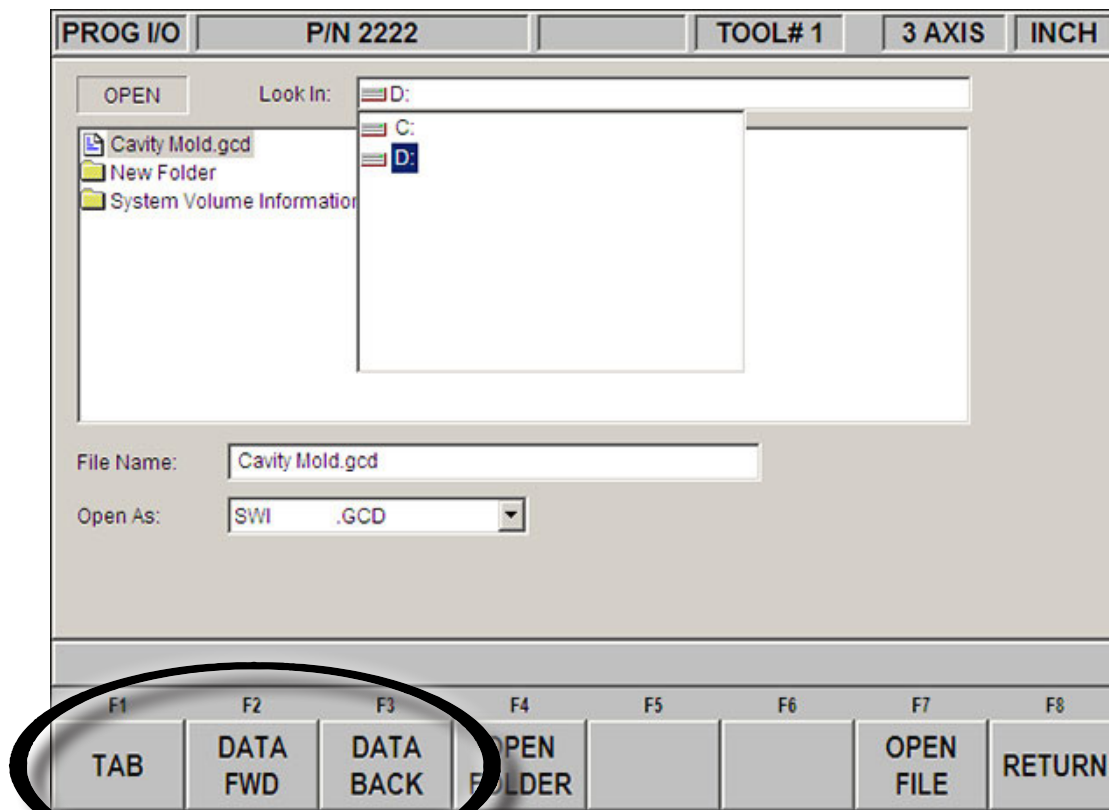 PROG I/O P/N 2222 TOOL# 1 3 AXIS INCH
OPEN Look In: D:
C:
D:
Cavity Mold.gcd
New Folder
System Volume Information
File Name: Cavity Mold.gcd
Open As: SWI .GCD
F1 F2 F3 F4 F5 F6 F7 F8
TAB DATA FWD DATA BACK OPEN FOLDER OPEN FILE RETURN